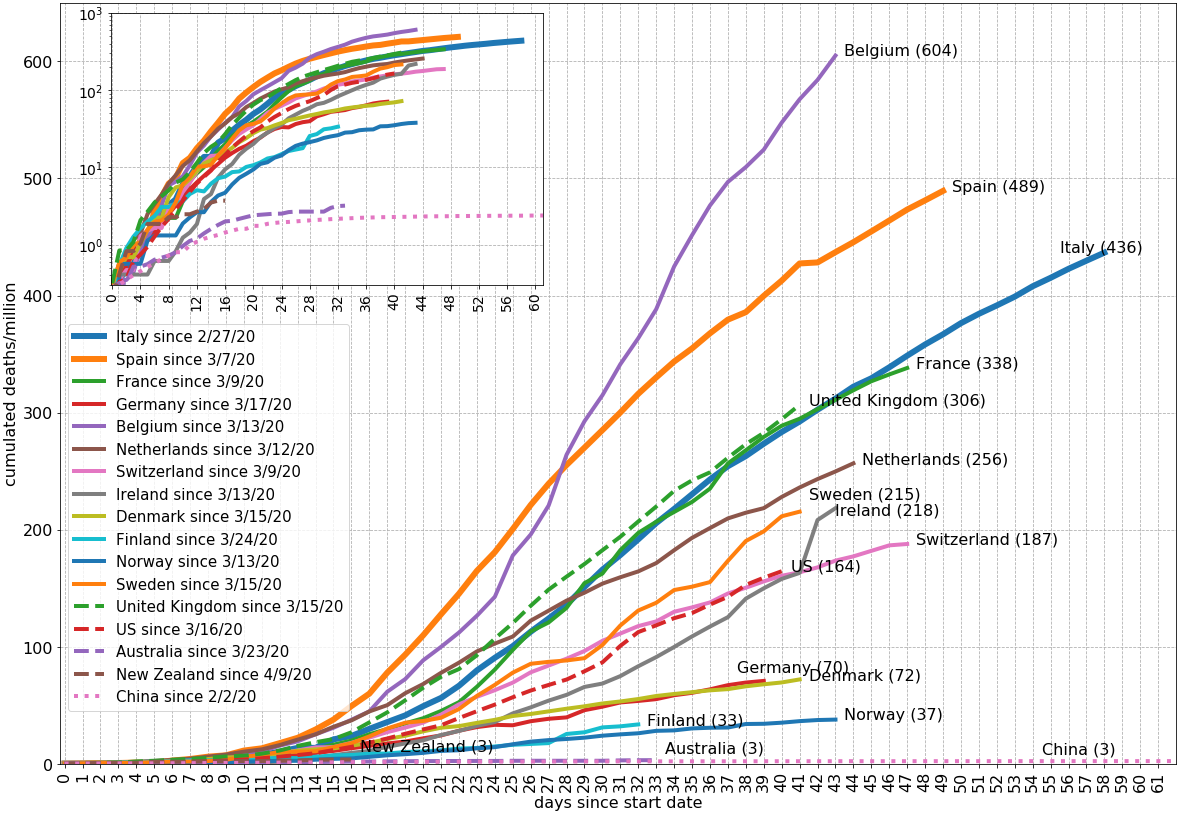 10³
10²
10¹
10⁰
0 4 8 12 16 20 24 28 32 36 40 44 48 52 56 60
cumulated deaths/million
600
500
400
300
200
100
0
Belgium (604)
Spain (489)
Italy (436)
France (338)
United Kingdom (306)
Netherlands (256)
Sweden (215)
Ireland (218)
Switzerland (187)
US (164)
Germany (70)
Denmark (72)
Norway (37)
Finland (33)
New Zealand (3)
Australia (3)
China (3)
Italy since 2/27/20
Spain since 3/7/20
France since 3/9/20
Germany since 3/17/20
Belgium since 3/13/20
Netherlands since 3/12/20
Switzerland since 3/9/20
Ireland since 3/13/20
Denmark since 3/15/20
Finland since 3/24/20
Norway since 3/13/20
Sweden since 3/15/20
United Kingdom since 3/15/20
US since 3/16/20
Australia since 3/23/20
New Zealand since 4/9/20
China since 2/2/20
0 1 2 3 3 4 5 6 7 8 9 10 11 12 13 14 15 16 17 18 19 20 21 22 23 24 25 26 27 28 29 30 31 32 33 34 35 36 37 38 39 40 41 42 43 44 45 46 47 48 49 50 51 52 53 54 55 56 57 58 59 60 61
days since start date